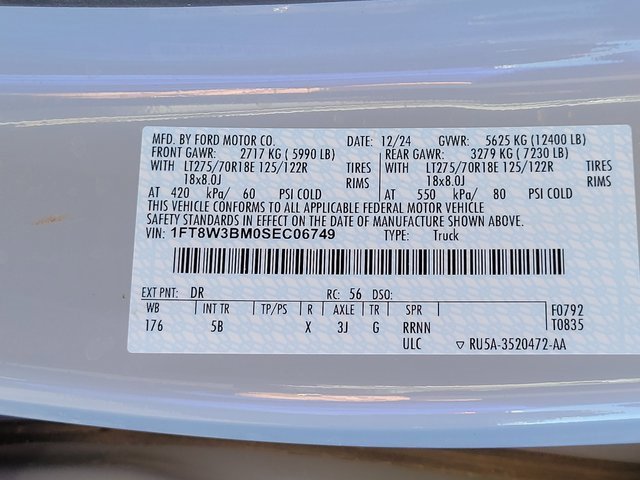 MFD. BY FORD MOTOR CO. DATE: 12/24 GVWR: 5625 KG (12400 LB)
FRONT GAWR: 2717 KG ( 5990 LB) REAR GAWR: 3279 KG ( 7230 LB)
WITH LT275/70R18E 125/122R TIRES WITH LT275/70R18E 125/122R TIRES
18x8.0J RIMS 18x8.0J RIMS
AT 420 kPa/ 60 PSI COLD AT 550 kPa/ 80 PSI COLD
THIS VEHICLE CONFORMS TO ALL APPLICABLE FEDERAL MOTOR VEHICLE
SAFETY STANDARDS IN EFFECT ON THE DATE OF MANUFACTURE SHOWN ABOVE.
VIN: 1FT8W3BM0SEC06749 TYPE: Truck
EXT PNT: DR RC: 56 DSO:
WB INT TR TP/PS R AXLE TR SPR F0792
176 5B X 3J G RRNN T0835
ULC ▽ RU5A-3520472-AA